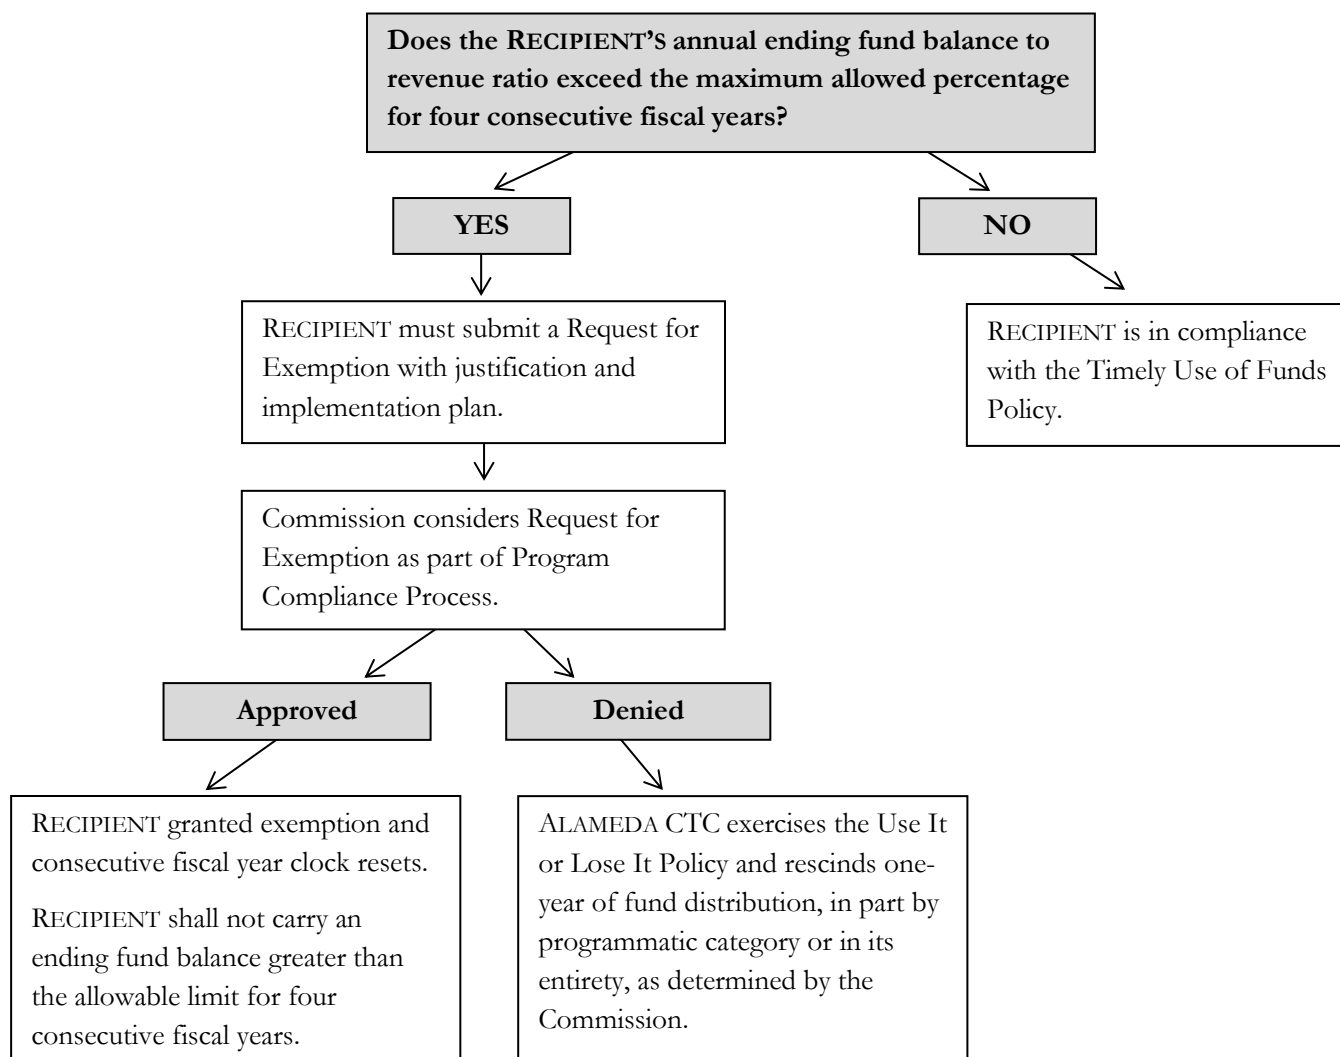 Does the RECIPIENT'S annual ending fund balance to
revenue ratio exceed the maximum allowed percentage
for four consecutive fiscal years?
YES
NO
RECIPIENT must submit a Request for
Exemption with justification and
implementation plan.
RECIPIENT is in compliance
with the Timely Use of Funds
Policy.
Commission considers Request for
Exemption as part of Program
Compliance Process.
Approved
Denied
RECIPIENT granted exemption and
consecutive fiscal year clock resets.
RECIPIENT shall not carry an
ending fund balance greater than
the allowable limit for four
consecutive fiscal years.
ALAMEDA CTC exercises the Use It
or Lose It Policy and rescinds one-
year of fund distribution, in part by
programmatic category or in its
entirety, as determined by the
Commission.